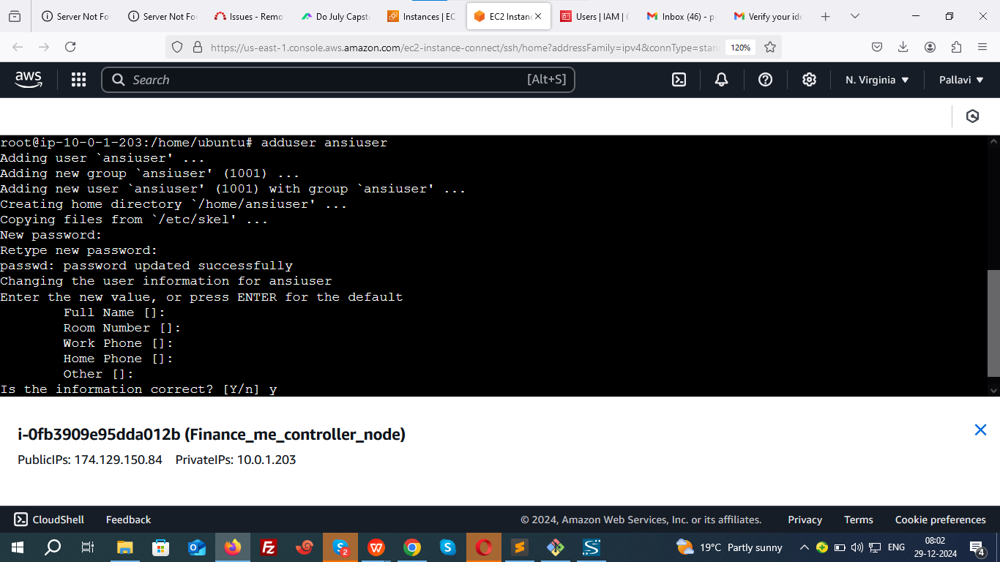 Server Not Fo
Server Not Fo
Issues - Remo
Do July Capst
Instances | EC
EC2 Instanc
Users | IAM | G
Inbox (46) - p
Verify your ide
https://us-east-1.console.aws.amazon.com/ec2-instance-connect/ssh/home?addressFamily=ipv4&connType=stan
120%
aws
Search
[Alt+S]
N. Virginia
Pallavi
root@ip-10-0-1-203:/home/ubuntu# adduser ansiuser
Adding user `ansiuser' ...
Adding new group `ansiuser' (1001) ...
Adding new user `ansiuser' (1001) with group `ansiuser' ...
Creating home directory `/home/ansiuser' ...
Copying files from `/etc/skel' ...
New password:
Retype new password:
passwd: password updated successfully
Changing the user information for ansiuser
Enter the new value, or press ENTER for the default
Full Name []:
Room Number []:
Work Phone []:
Home Phone []:
Other []:
Is the information correct? [Y/n] y
i-0fb3909e95dda012b (Finance_me_controller_node)
PublicIPs: 174.129.150.84 PrivateIPs: 10.0.1.203
CloudShell
Feedback
© 2024, Amazon Web Services, Inc. or its affiliates.
Privacy
Terms
Cookie preferences
2
19°C Partly sunny
ENG
08:02
29-12-2024
4